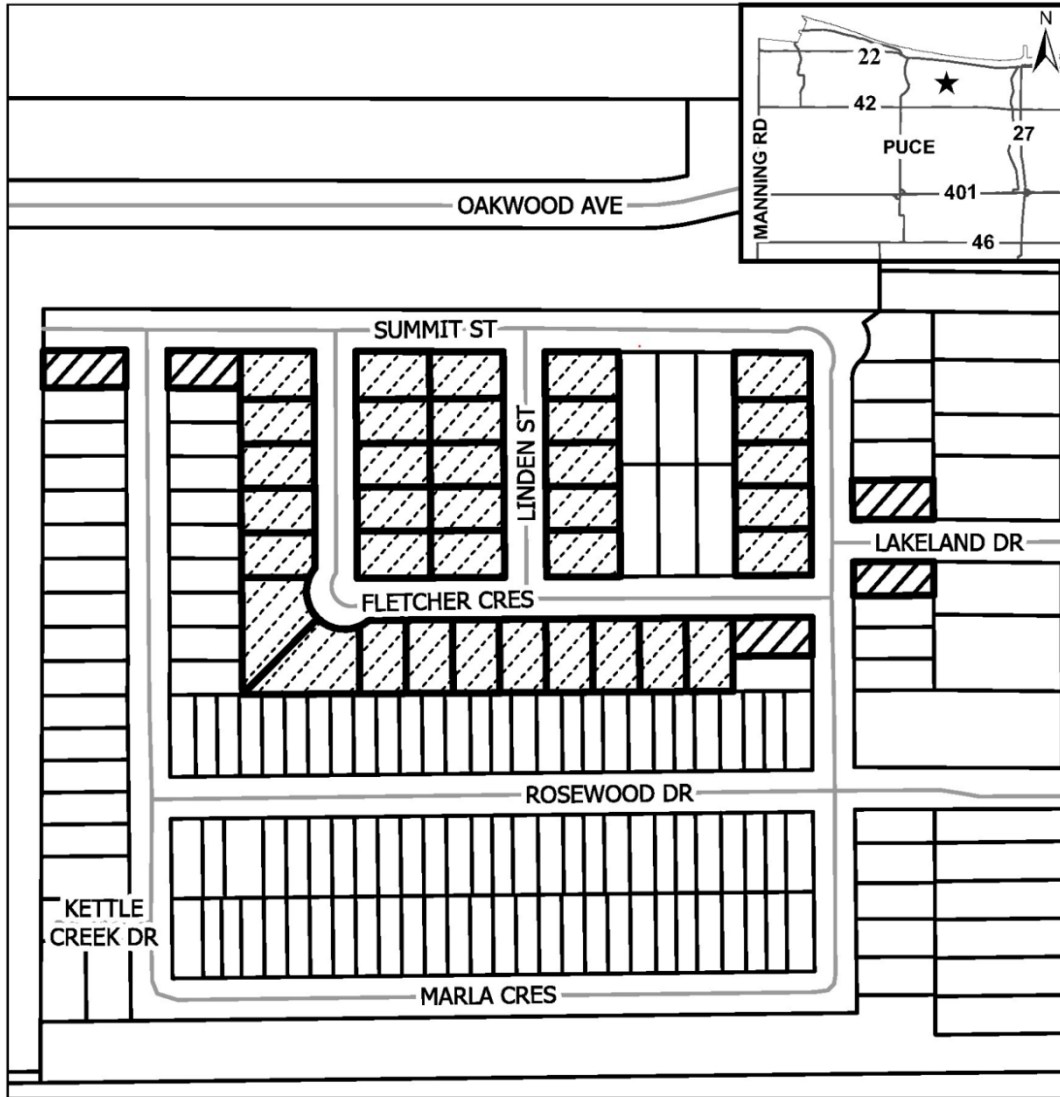 N
22
42
MANNING RD
PUCE
27
401
46
OAKWOOD AVE
SUMMIT ST
LINDEN ST
LAKELAND DR
FLETCHER CRES
ROSEWOOD DR
KETTLE
CREEK DR
MARLA CRES